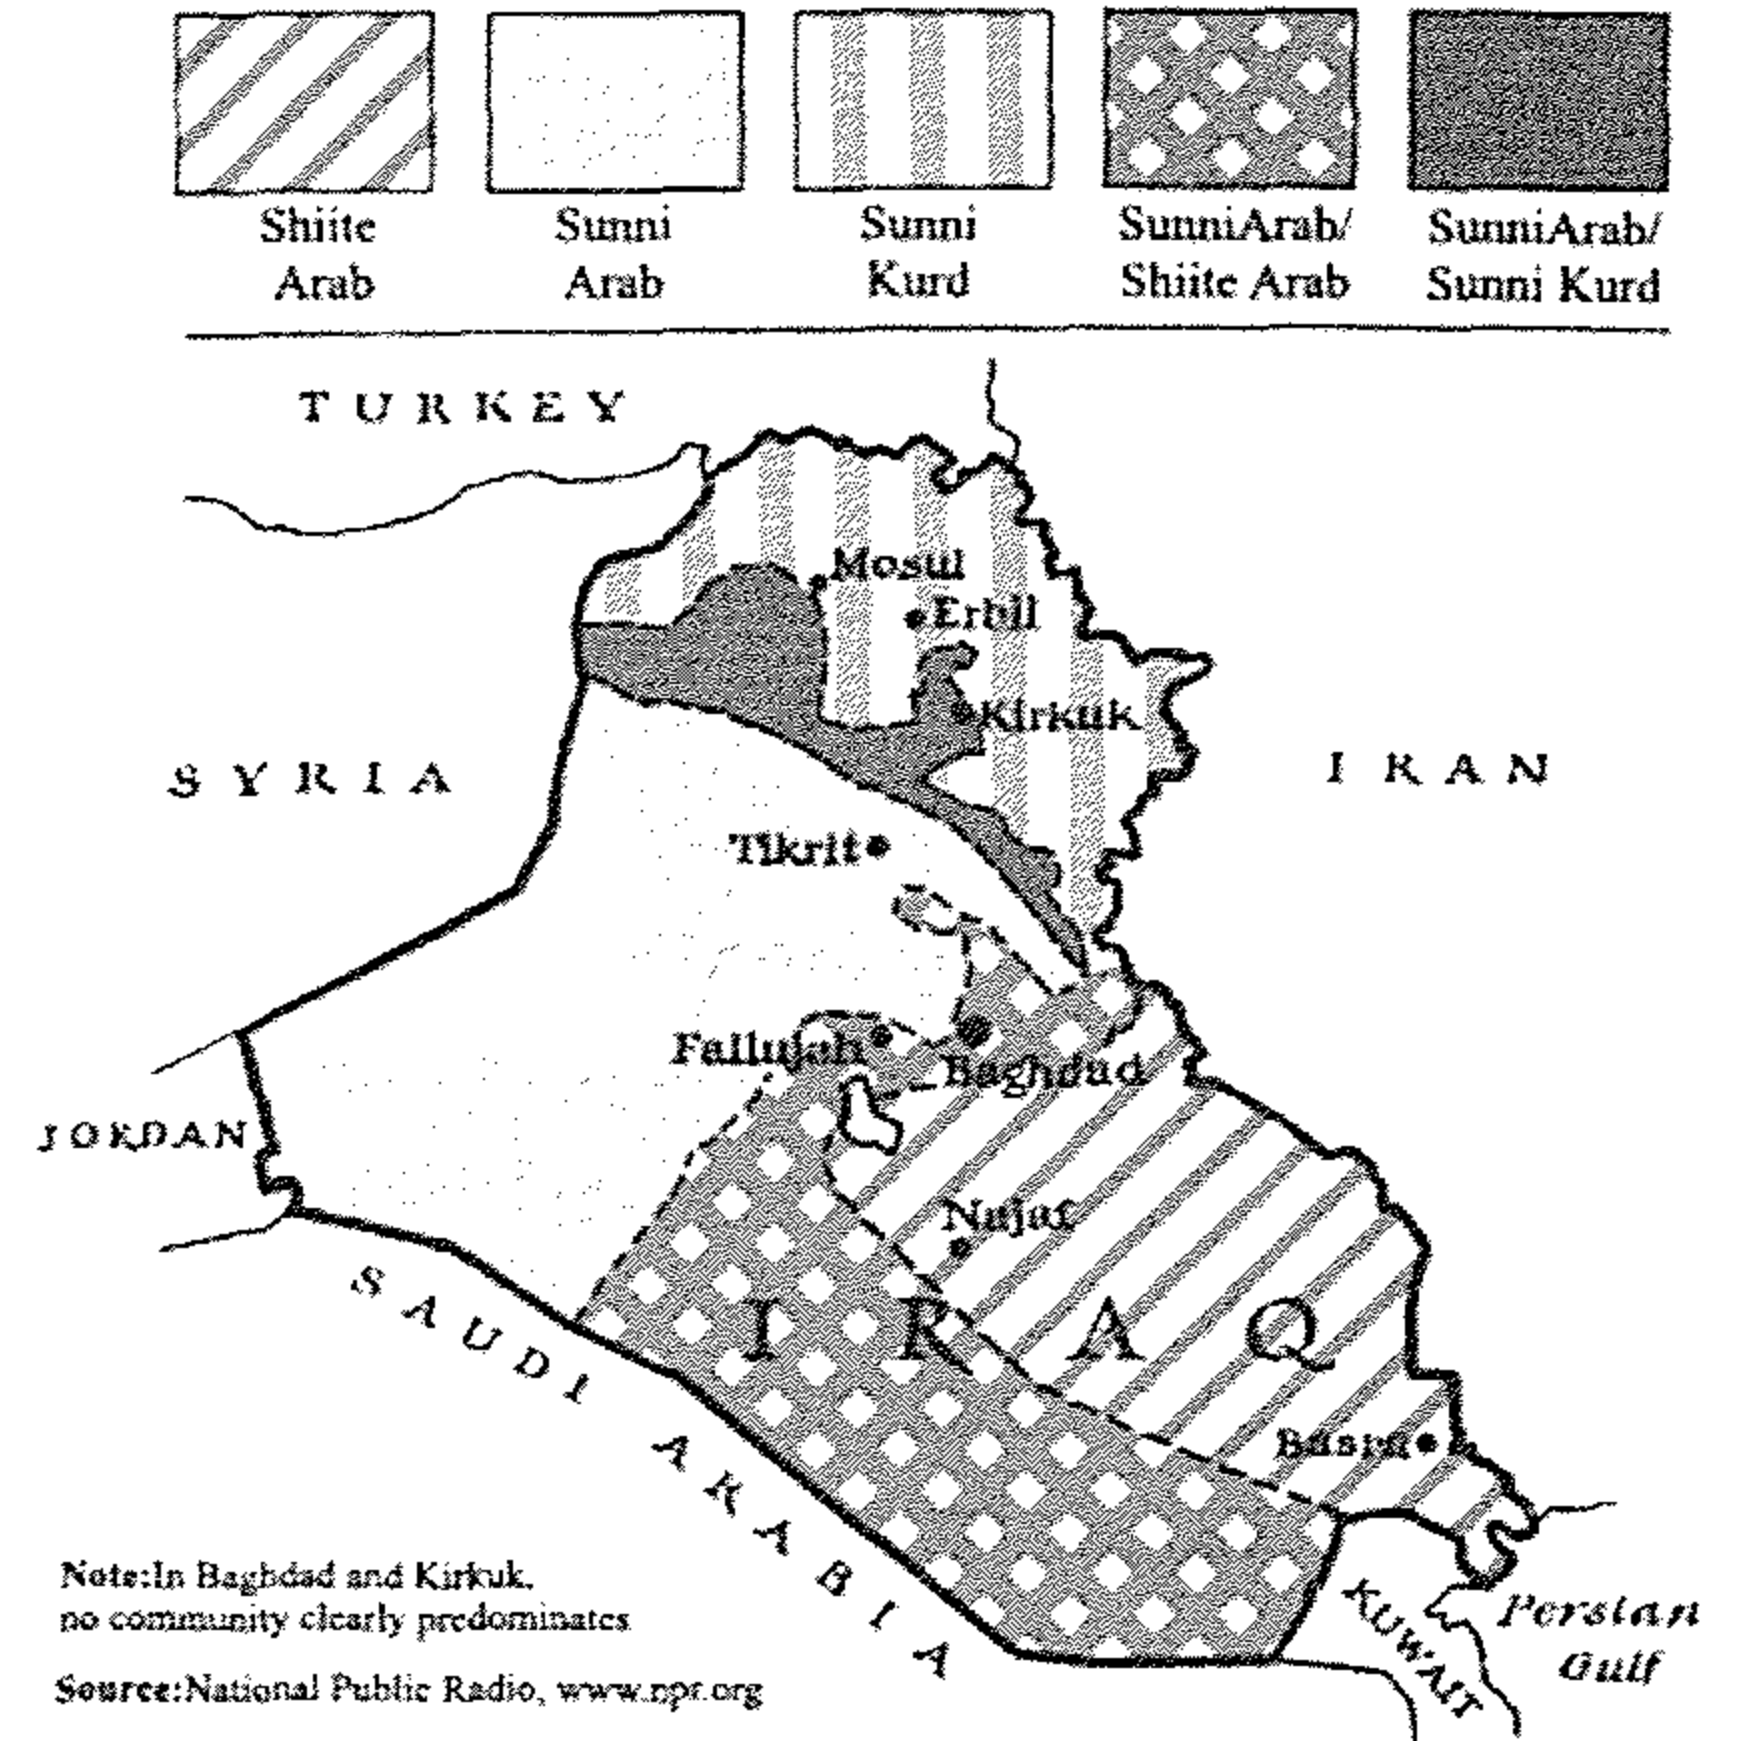 Shiite
Arab
Sunni
Arab
Sunni
Kurd
SunniArab/
Shiite Arab
SunniArab/
Sunni Kurd
TURKEY
Mosul
Erbil
Kirkuk
SYRIA
IRAN
Tikrit
Fallujah
Baghdad
JORDAN
Najaf
SAUDI ARABIA
IRAQ
Basra
KUWAIT
Persian
Gulf
Note:In Baghdad and Kirkuk,
no community clearly predominates
Source:National Public Radio, www.npr.org